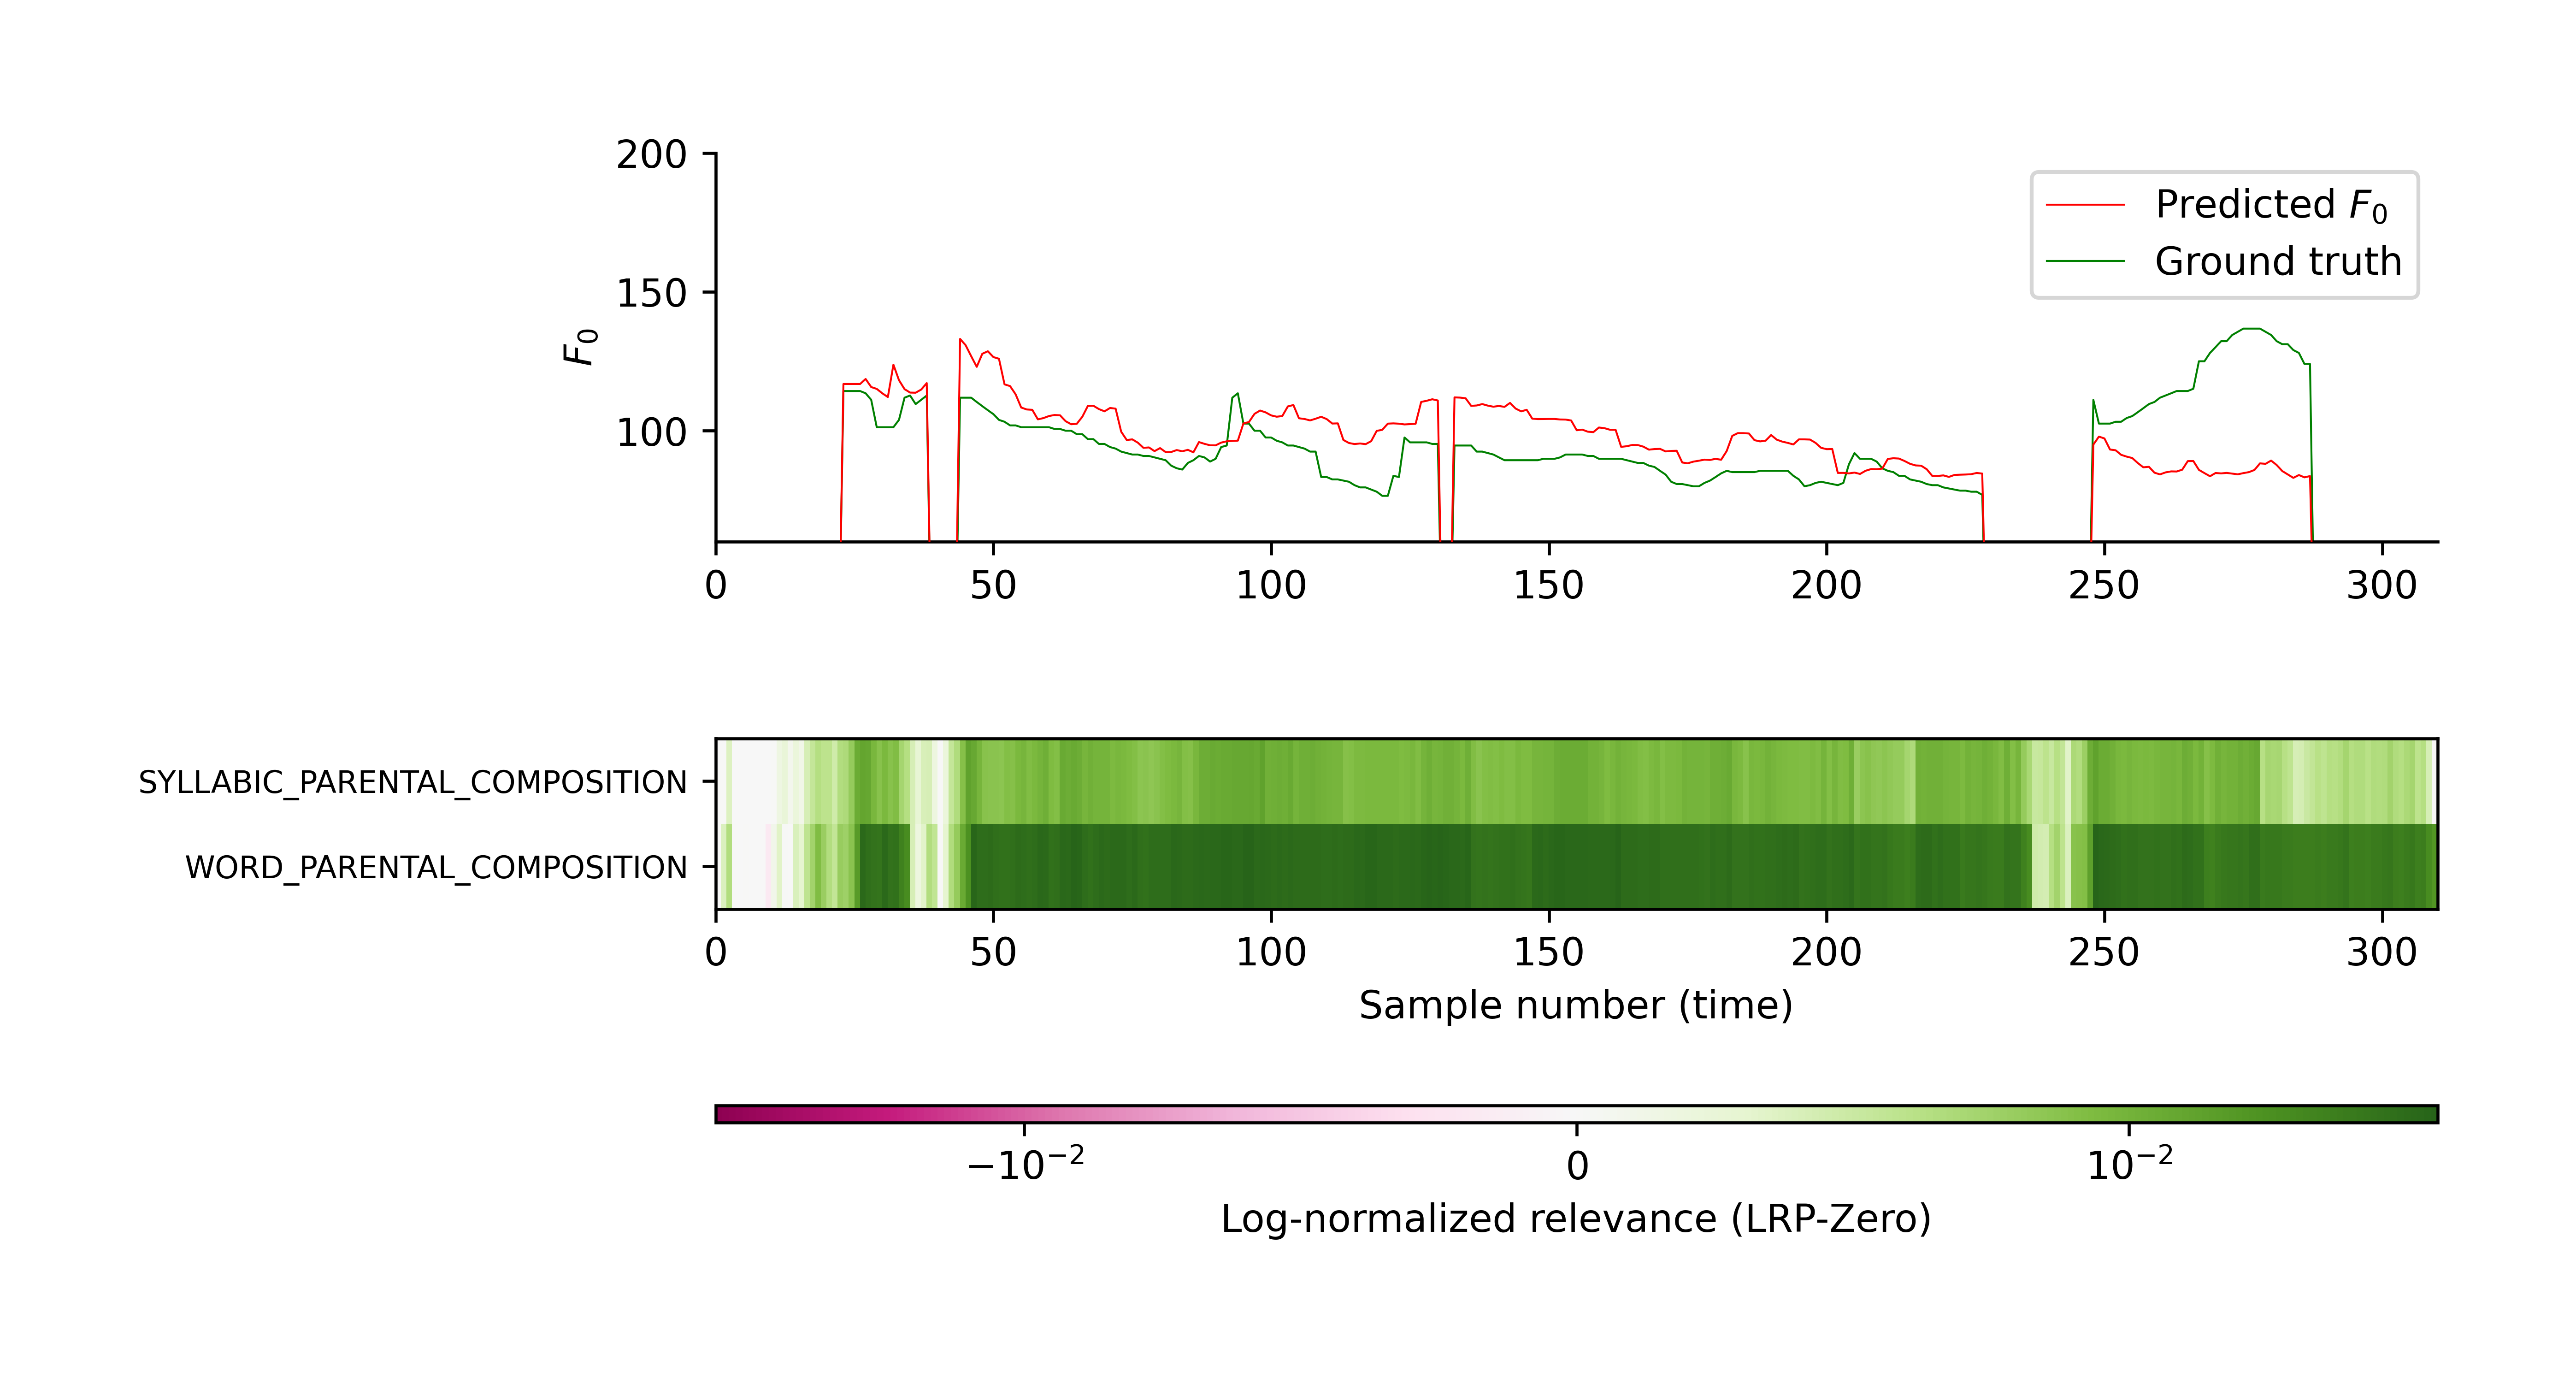 200
150
100
F₀
Predicted F₀
Ground truth
0 50 100 150 200 250 300
SYLLABIC_PARENTAL_COMPOSITION
WORD_PARENTAL_COMPOSITION
0 50 100 150 200 250 300
Sample number (time)
−10⁻² 0 10⁻²
Log-normalized relevance (LRP-Zero)